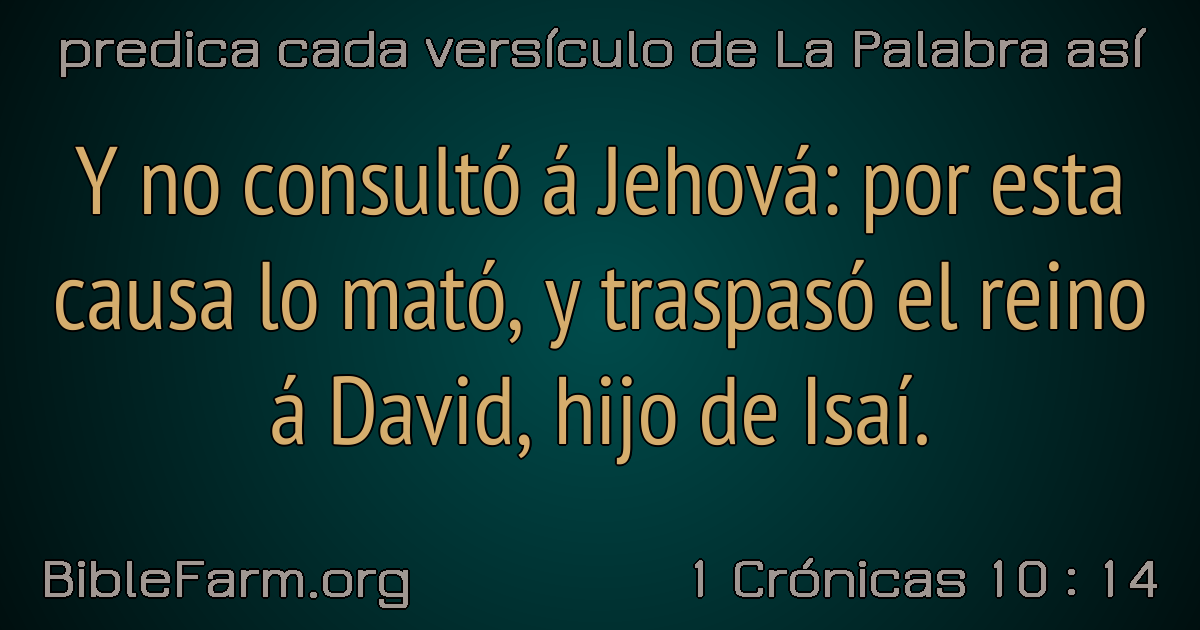 predica cada versículo de La Palabra así
Y no consultó á Jehová: por esta
causa lo mató, y traspasó el reino
á David, hijo de Isaí.
BibleFarm.org
1 Crónicas 10 : 14